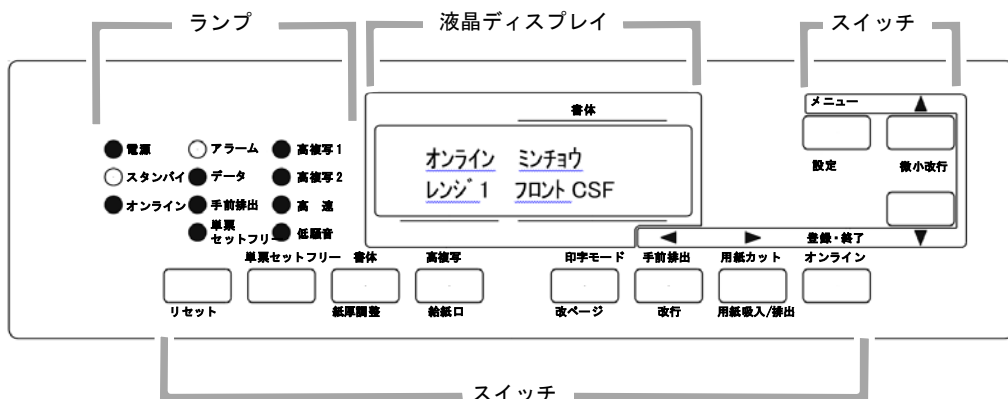 ランプ 液晶ディスプレイ スイッチ
書体
メニュー ▲
電源 アラーム 高複写1
スタンバイ データ 高複写2
オンライン 手前排出 高 速
単票セットフリー 低騒音
オンライン ミンチョウ
レンジ1 フロント CSF
設定 微小改行
◀ ▶ 登録・終了 ▼
単票セットフリー 書体 高複写 印字モード 手前排出 用紙カット オンライン
リセット 紙厚調整 給紙口 改ページ 改行 用紙吸入/排出
スイッチ